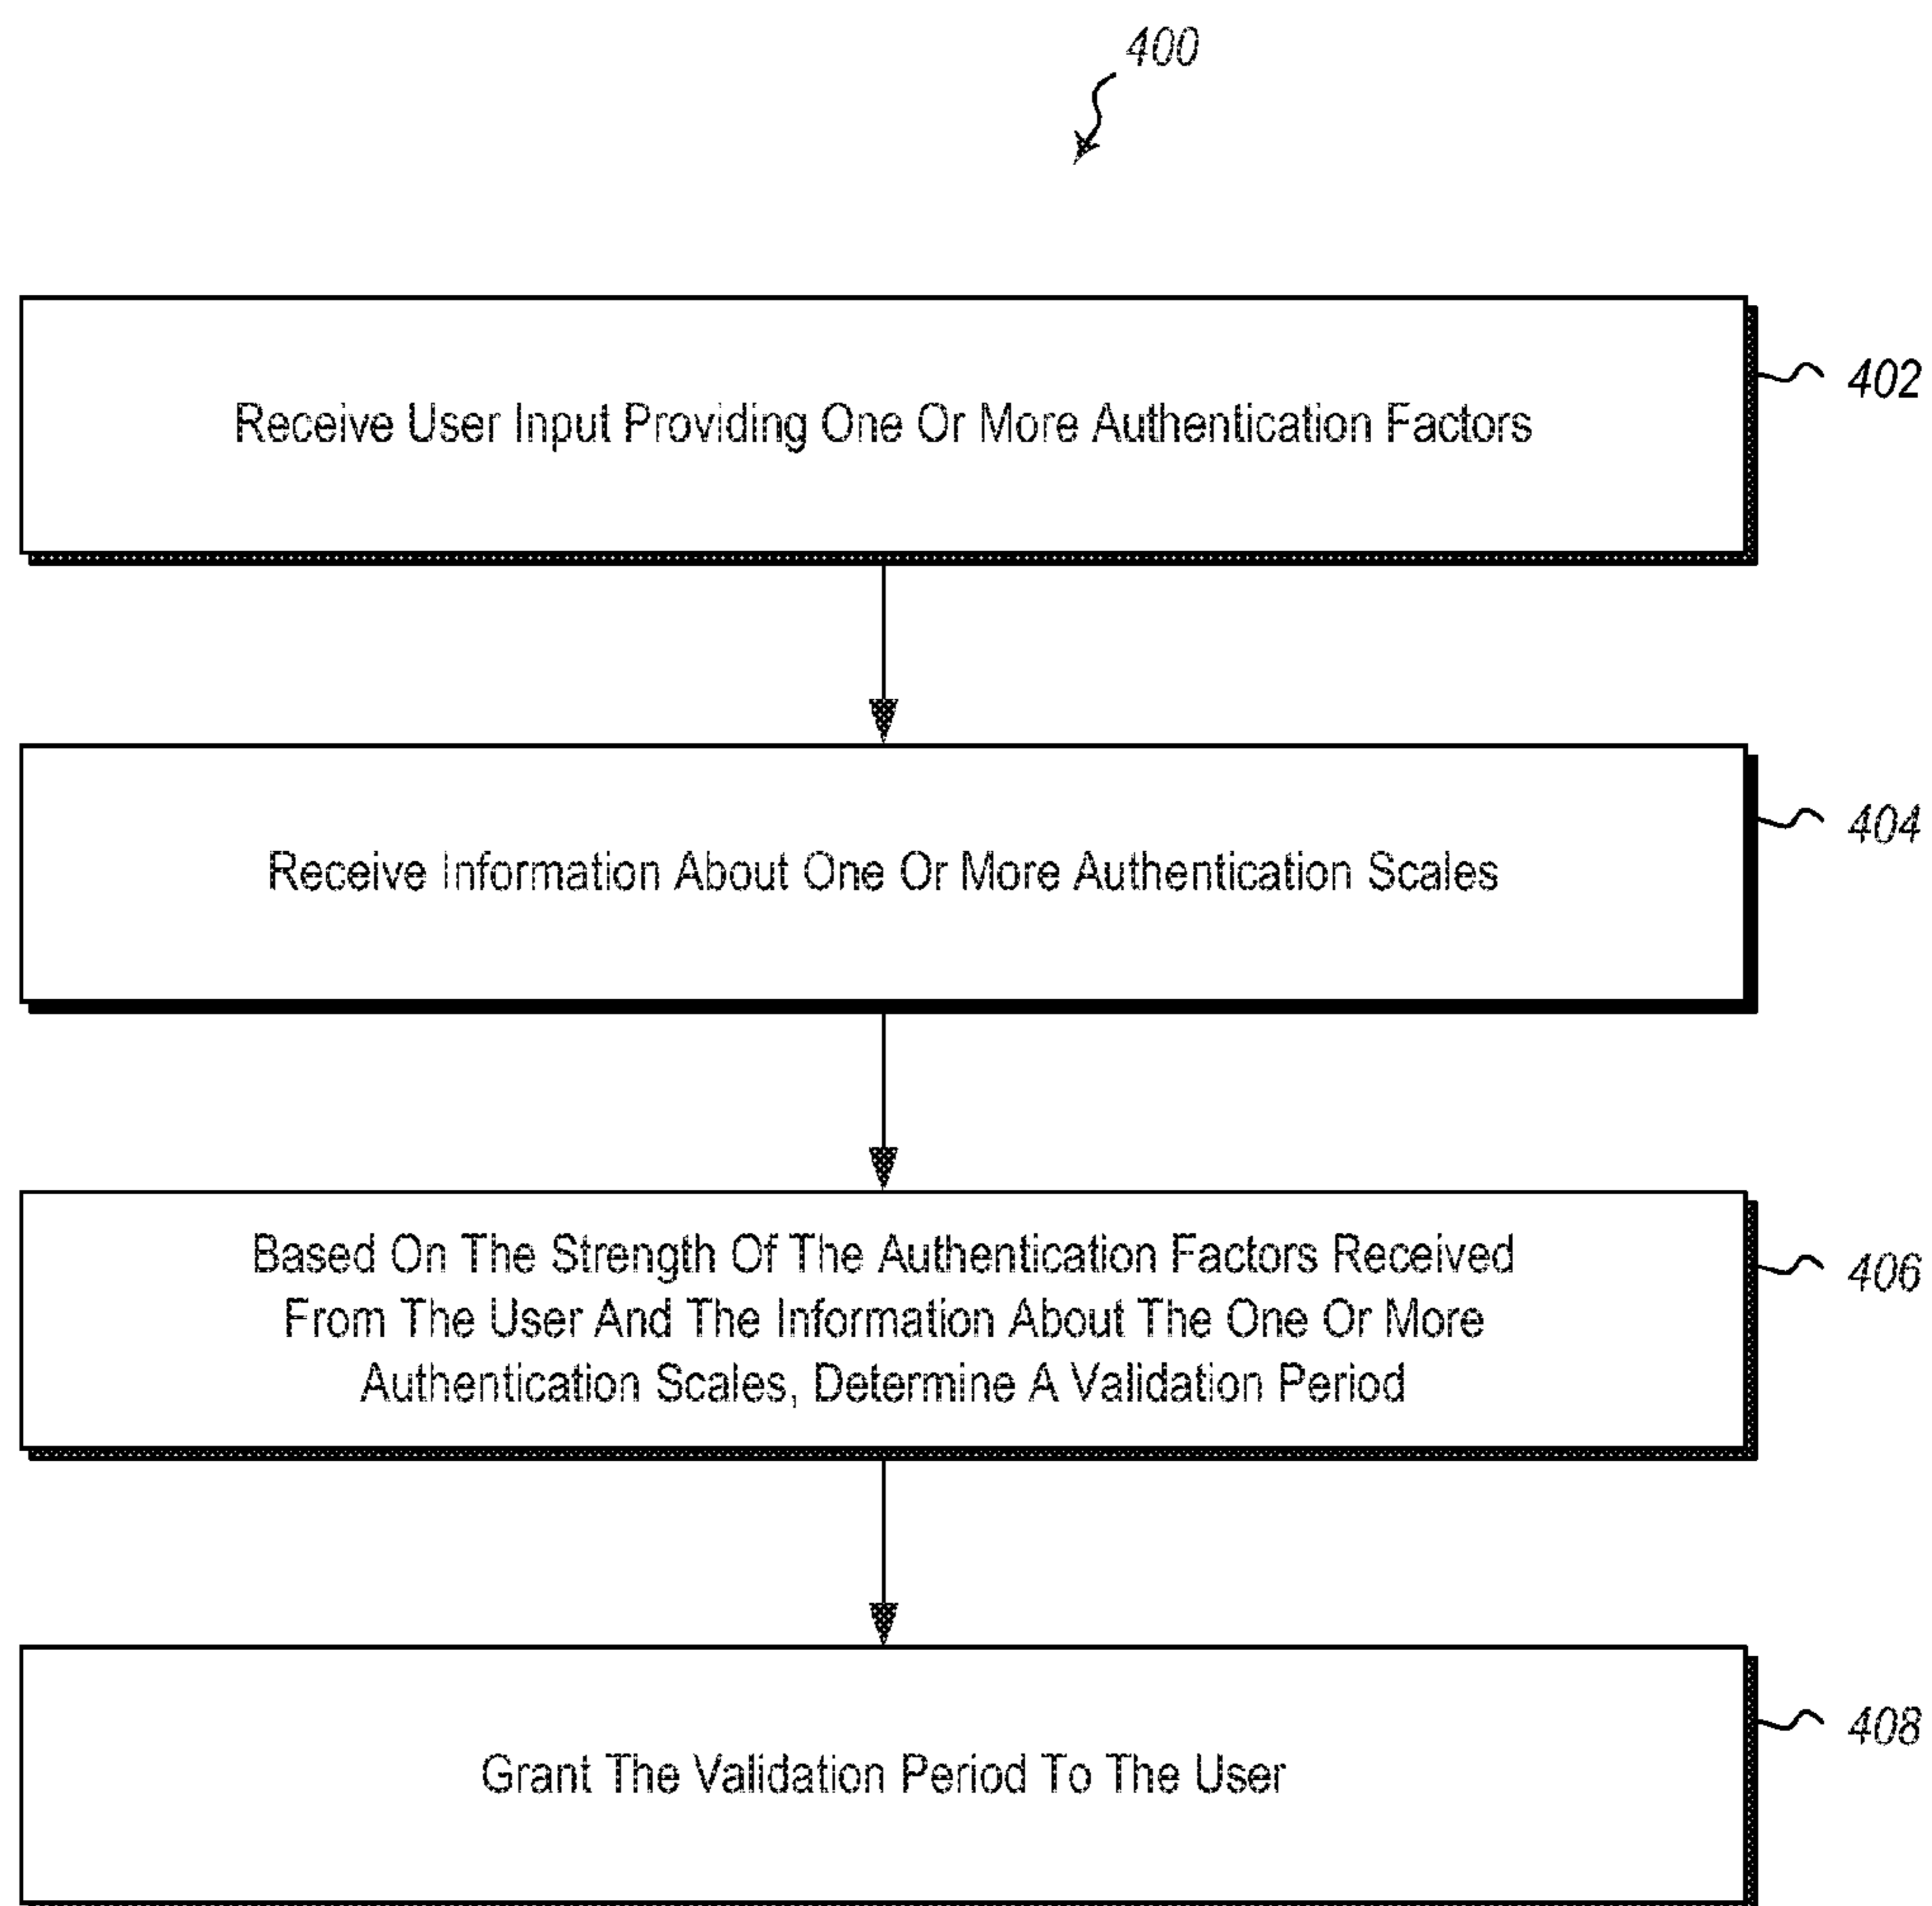 400
Receive User Input Providing One Or More Authentication Factors
402
Receive Information About One Or More Authentication Scales
404
Based On The Strength Of The Authentication Factors Received
From The User And The Information About The One Or More
Authentication Scales, Determine A Validation Period
406
Grant The Validation Period To The User
408